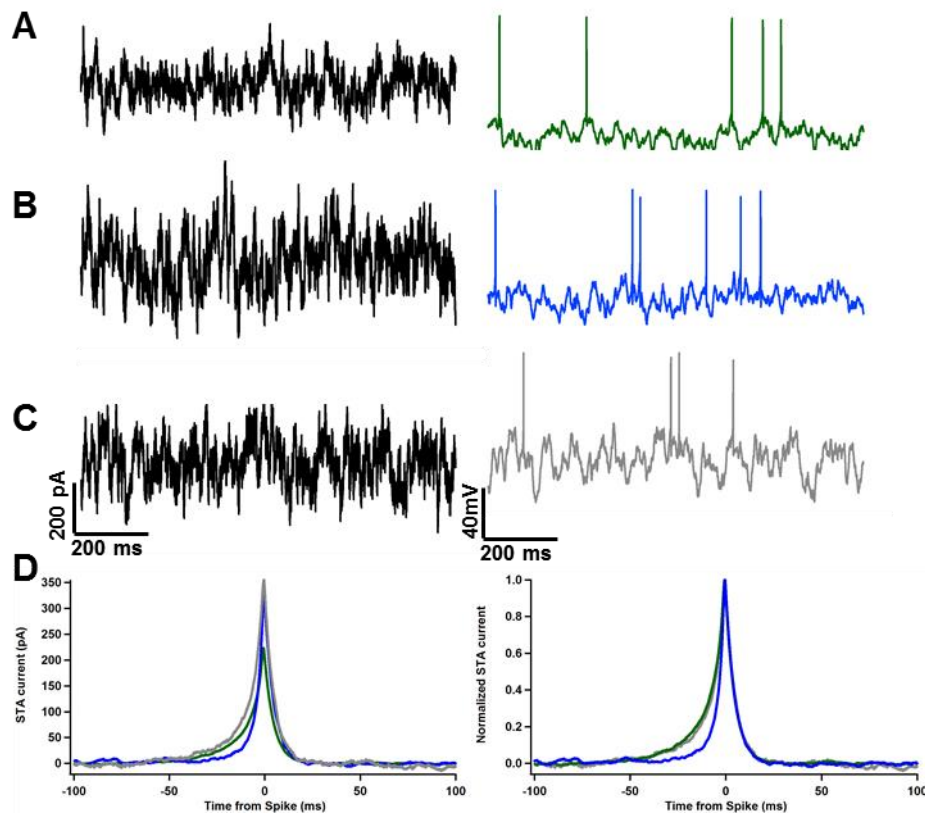 A
B
C
200 pA
200 ms
40mV
200 ms
D
STA current (pA)
350
300
250
200
150
100
50
0
-100 -50 0 50 100
Time from Spike (ms)
Normalized STA current
1.0
0.8
0.6
0.4
0.2
0.0
-100 -50 0 50 100
Time from Spike (ms)